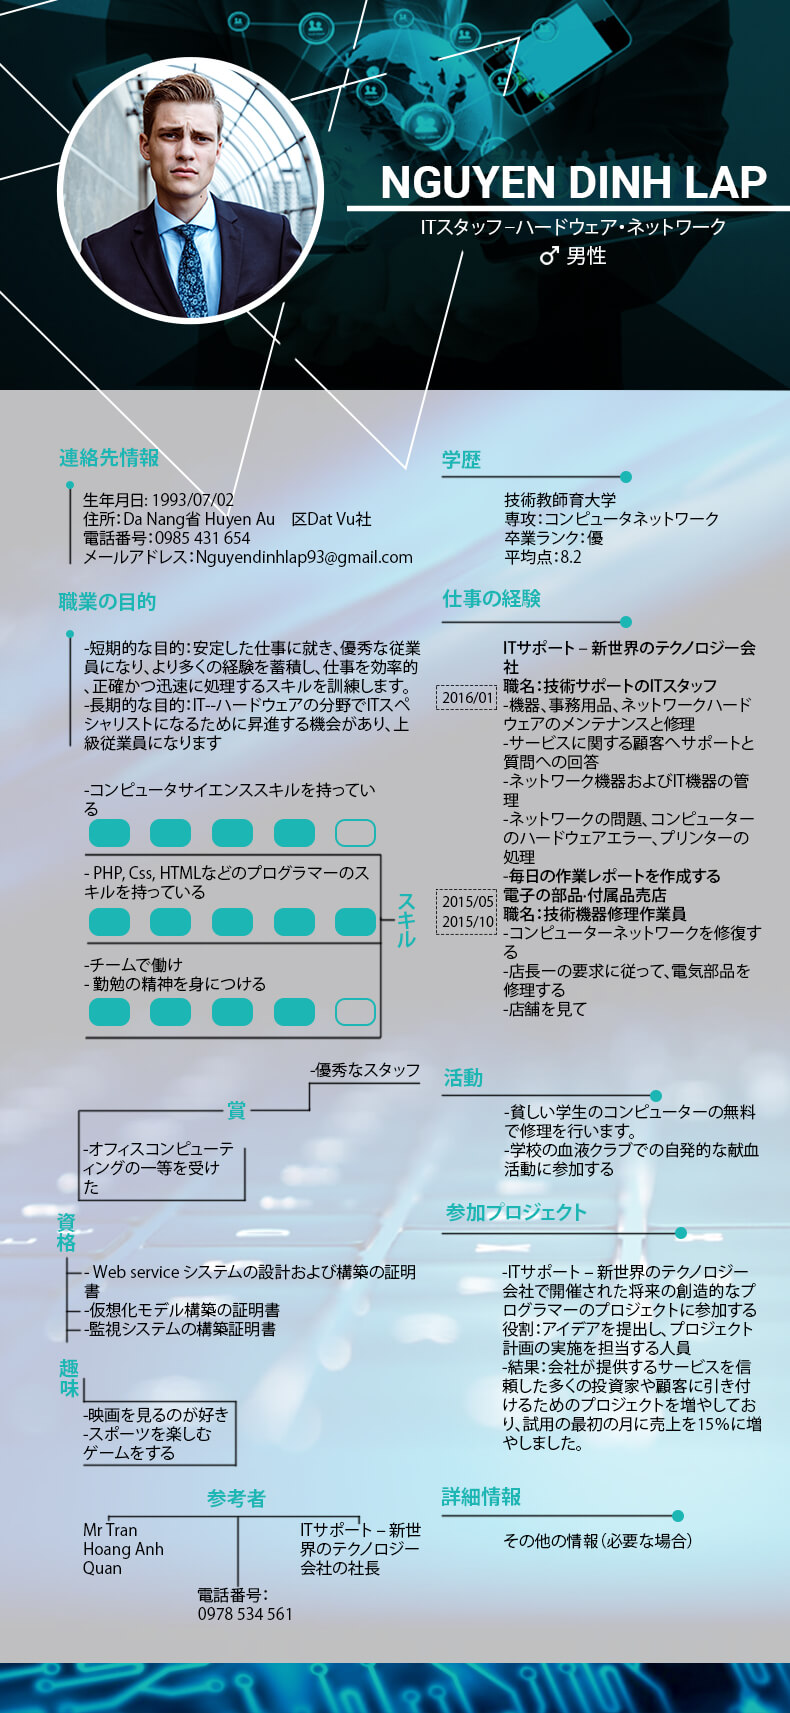 NGUYEN DINH LAP
ITスタッフ–ハードウェア・ネットワーク
男性
連絡先情報
生年月日: 1993/07/02
住所：Da Nang省 Huyen Au　区Dat Vu社
電話番号：0985 431 654
メールアドレス：Nguyendinhlap93@gmail.com
職業の目的
-短期的な目的：安定した仕事に就き、優秀な従業
員になり、より多くの経験を蓄積し、仕事を効率的
、正確かつ迅速に処理するスキルを訓練します。
-長期的な目的：IT--ハードウェアの分野でITスペ
シャリストになるために昇進する機会があり、上
級従業員になります
-コンピュータサイエンススキルを持ってい
る
- PHP, Css, HTMLなどのプログラマーのス
キルを持っている
-チームで働け
- 勤勉の精神を身につける
スキル
-優秀なスタッフ
賞
-オフィスコンピューテ
ィングの一等を受け
た
資格
- Web service システムの設計および構築の証明
書
-仮想化モデル構築の証明書
-監視システムの構築証明書
趣味
-映画を見るのが好き
-スポーツを楽しむ
ゲームをする
参考者
Mr Tran
Hoang Anh
Quan
ITサポート – 新世
界のテクノロジー
会社の社長
電話番号：
0978 534 561
学歴
技術教師育大学
専攻：コンピュータネットワーク
卒業ランク：優
平均点：8.2
仕事の経験
2016/01
ITサポート – 新世界のテクノロジー会
社
職名：技術サポートのITスタッフ
-機器、事務用品、ネットワークハード
ウェアのメンテナンスと修理
-サービスに関する顧客へサポートと
質問への回答
-ネットワーク機器およびIT機器の管
理
-ネットワークの問題、コンピューター
のハードウェアエラー、プリンターの
処理
-毎日の作業レポートを作成する
2015/05
2015/10
電子の部品·付属品売店
職名：技術機器修理作業員
-コンピューターネットワークを修復す
る
-店長ーの要求に従って、電気部品を
修理する
-店舗を見て
活動
-貧しい学生のコンピューターの無料
で修理を行います。
-学校の血液クラブでの自発的な献血
活動に参加する
参加プロジェクト
-ITサポート – 新世界のテクノロジー
会社で開催された将来の創造的なプ
ログラマーのプロジェクトに参加する
役割：アイデアを提出し、プロジェクト
計画の実施を担当する人員
-結果：会社が提供するサービスを信
頼した多くの投資家や顧客に引き付
けるためのプロジェクトを増やしてお
り、試用の最初の月に売上を15％に増
やしました。
詳細情報
その他の情報（必要な場合）